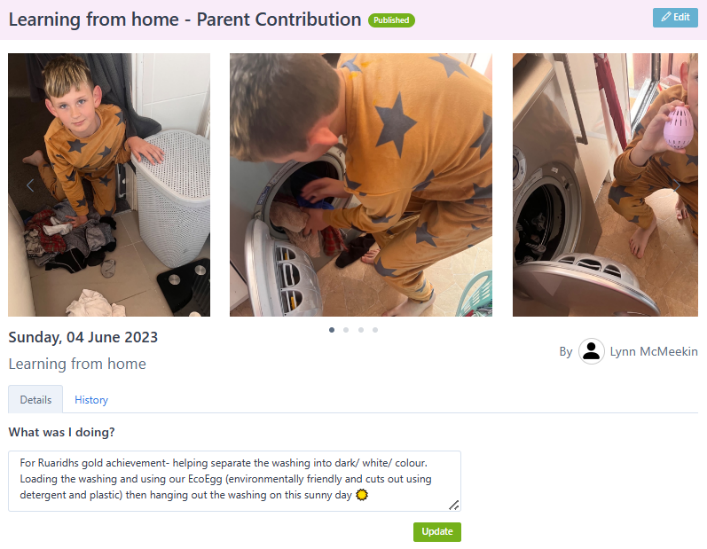 Learning from home - Parent Contribution Published
Edit
Sunday, 04 June 2023
Learning from home
By Lynn McMeekin
Details History
What was I doing?
For Ruaridhs gold achievement- helping separate the washing into dark/ white/ colour.
Loading the washing and using our EcoEgg (environmentally friendly and cuts out using
detergent and plastic) then hanging out the washing on this sunny day
Update